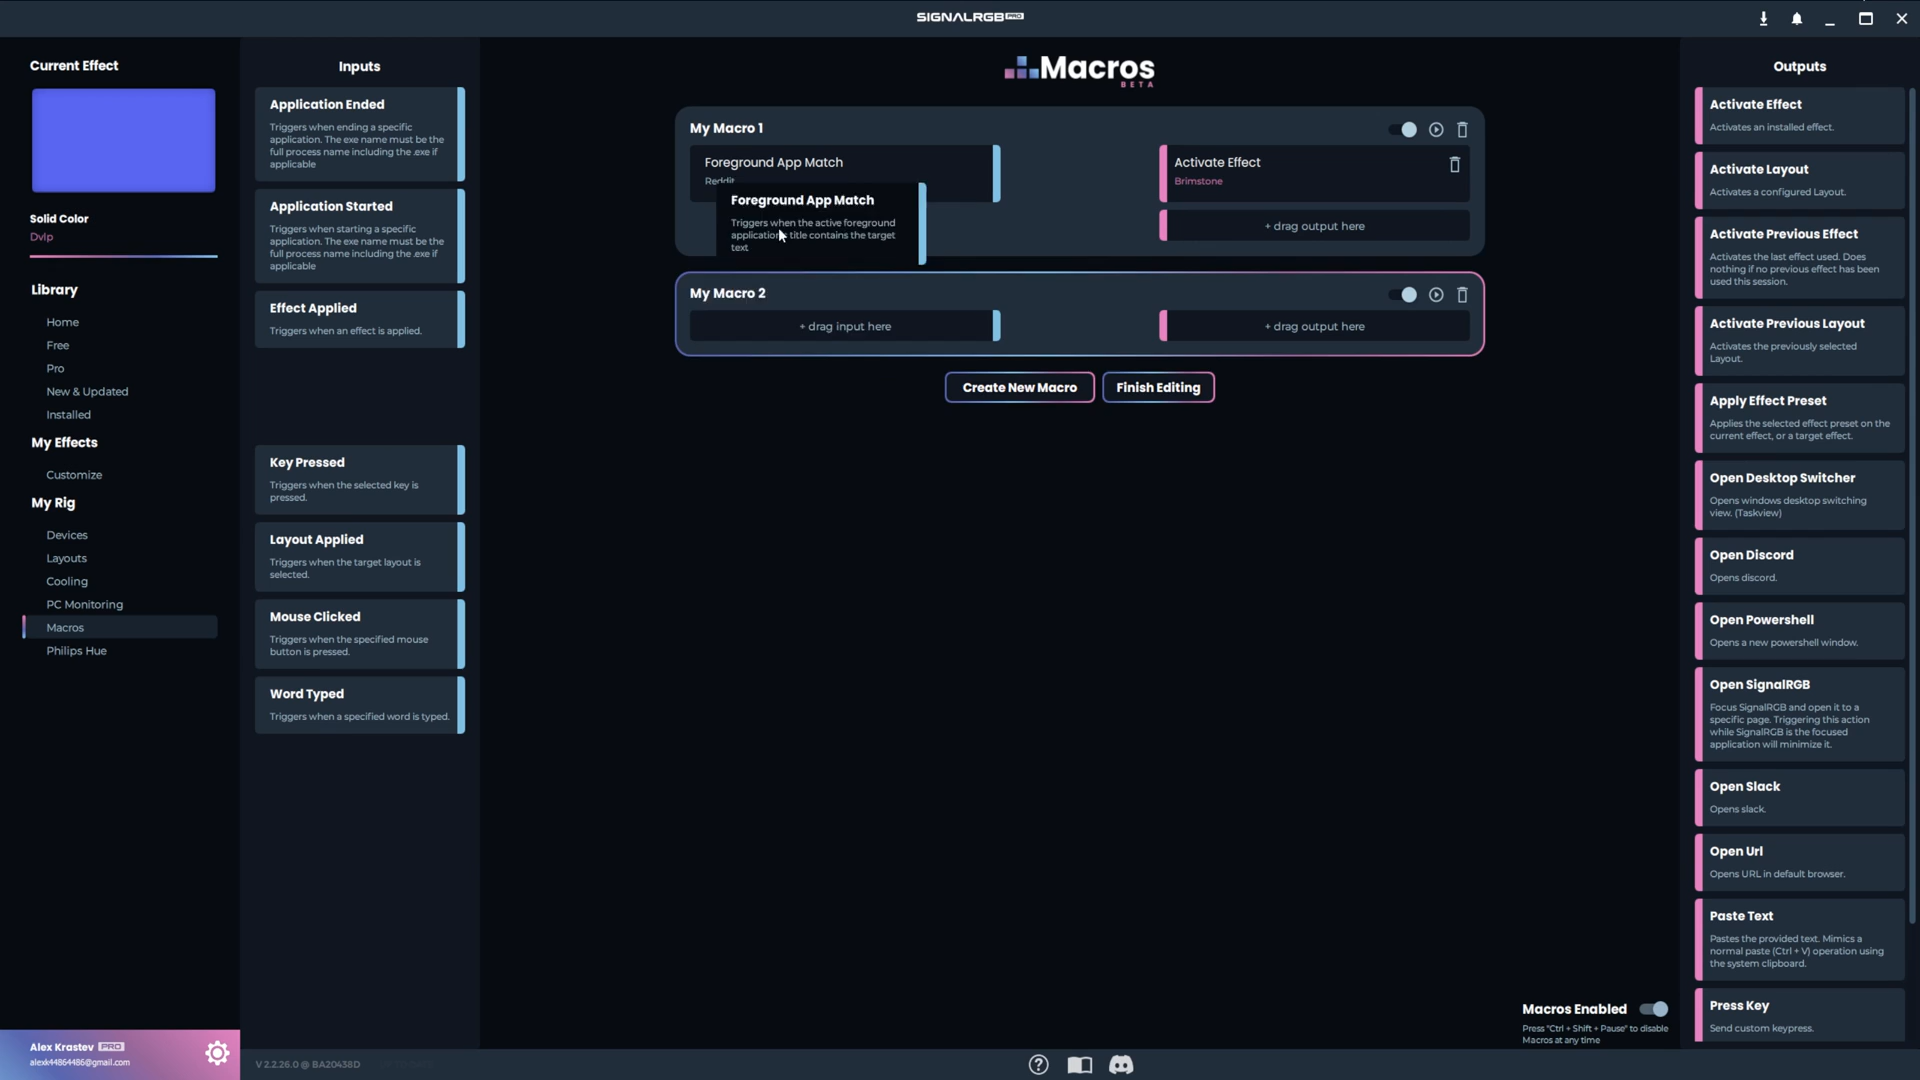 SIGNALRGB PRO
Current Effect
Solid Color
Dvlp
Library
Home
Free
Pro
New & Updated
Installed
My Effects
Customize
My Rig
Devices
Layouts
Cooling
PC Monitoring
Macros
Philips Hue
Alex Krastev PRO
alexk44864486@gmail.com
Inputs
Application Ended
Triggers when ending a specific
application. The exe name must be the
full process name including the .exe if
applicable
Application Started
Triggers when starting a specific
application. The exe name must be the
full process name including the .exe if
applicable
Effect Applied
Triggers when an effect is applied.
Key Pressed
Triggers when the selected key is
pressed.
Layout Applied
Triggers when the target layout is
selected.
Mouse Clicked
Triggers when the specified mouse
button is pressed.
Word Typed
Triggers when a specified word is typed.
V 2.2.26.0 @ BA20438D
Macros
BETA
My Macro 1
Foreground App Match
Reddit
Foreground App Match
Triggers when the active foreground
application title contains the target
text
Activate Effect
Brimstone
+ drag output here
My Macro 2
+ drag input here
+ drag output here
Create New Macro
Finish Editing
Macros Enabled
Press "Ctrl + Shift + Pause" to disable
Macros at any time
Outputs
Activate Effect
Activates an installed effect.
Activate Layout
Activates a configured Layout.
Activate Previous Effect
Activates the last effect used. Does
nothing if no previous effect has been
used this session.
Activate Previous Layout
Activates the previously selected
Layout.
Apply Effect Preset
Applies the selected effect preset on the
current effect, or a target effect.
Open Desktop Switcher
Opens windows desktop switching
view. (Taskview)
Open Discord
Opens discord.
Open Powershell
Opens a new powershell window.
Open SignalRGB
Focus SignalRGB and open it to a
specific page. Triggering this action
while SignalRGB is the focused
application will minimize it.
Open Slack
Opens slack.
Open Url
Opens URL in default browser.
Paste Text
Pastes the provided text. Mimics a
normal paste (Ctrl + V) operation using
the system clipboard.
Press Key
Send custom keypress.